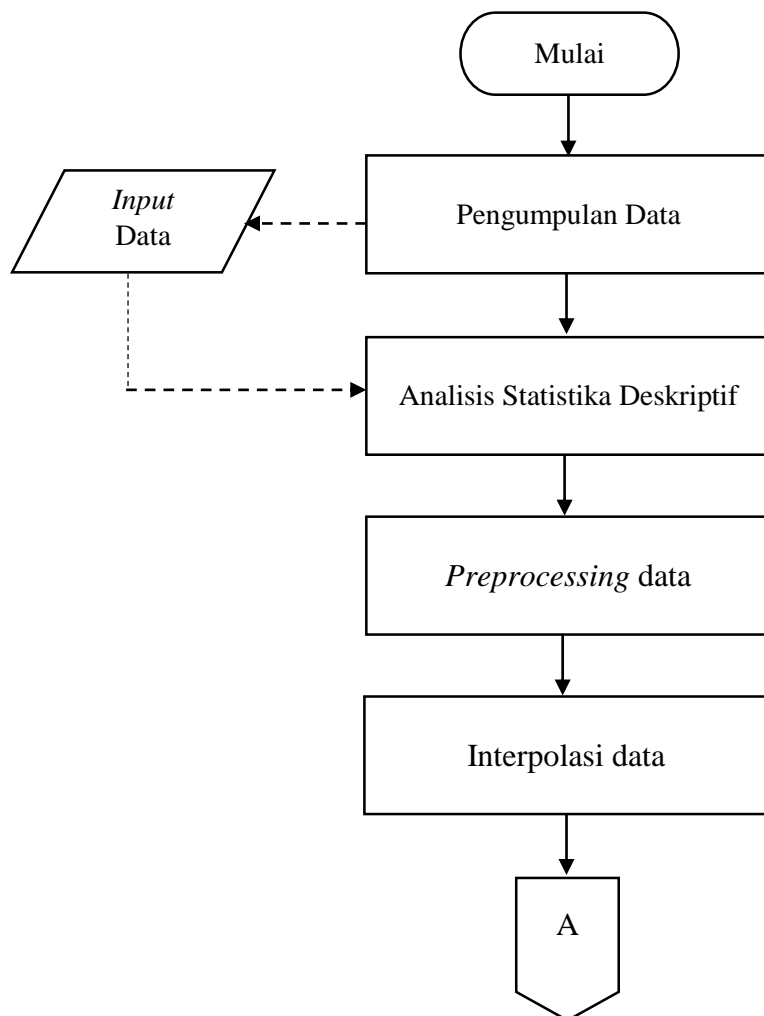 Mulai
Pengumpulan Data
Input
Data
Analisis Statistika Deskriptif
Preprocessing data
Interpolasi data
A